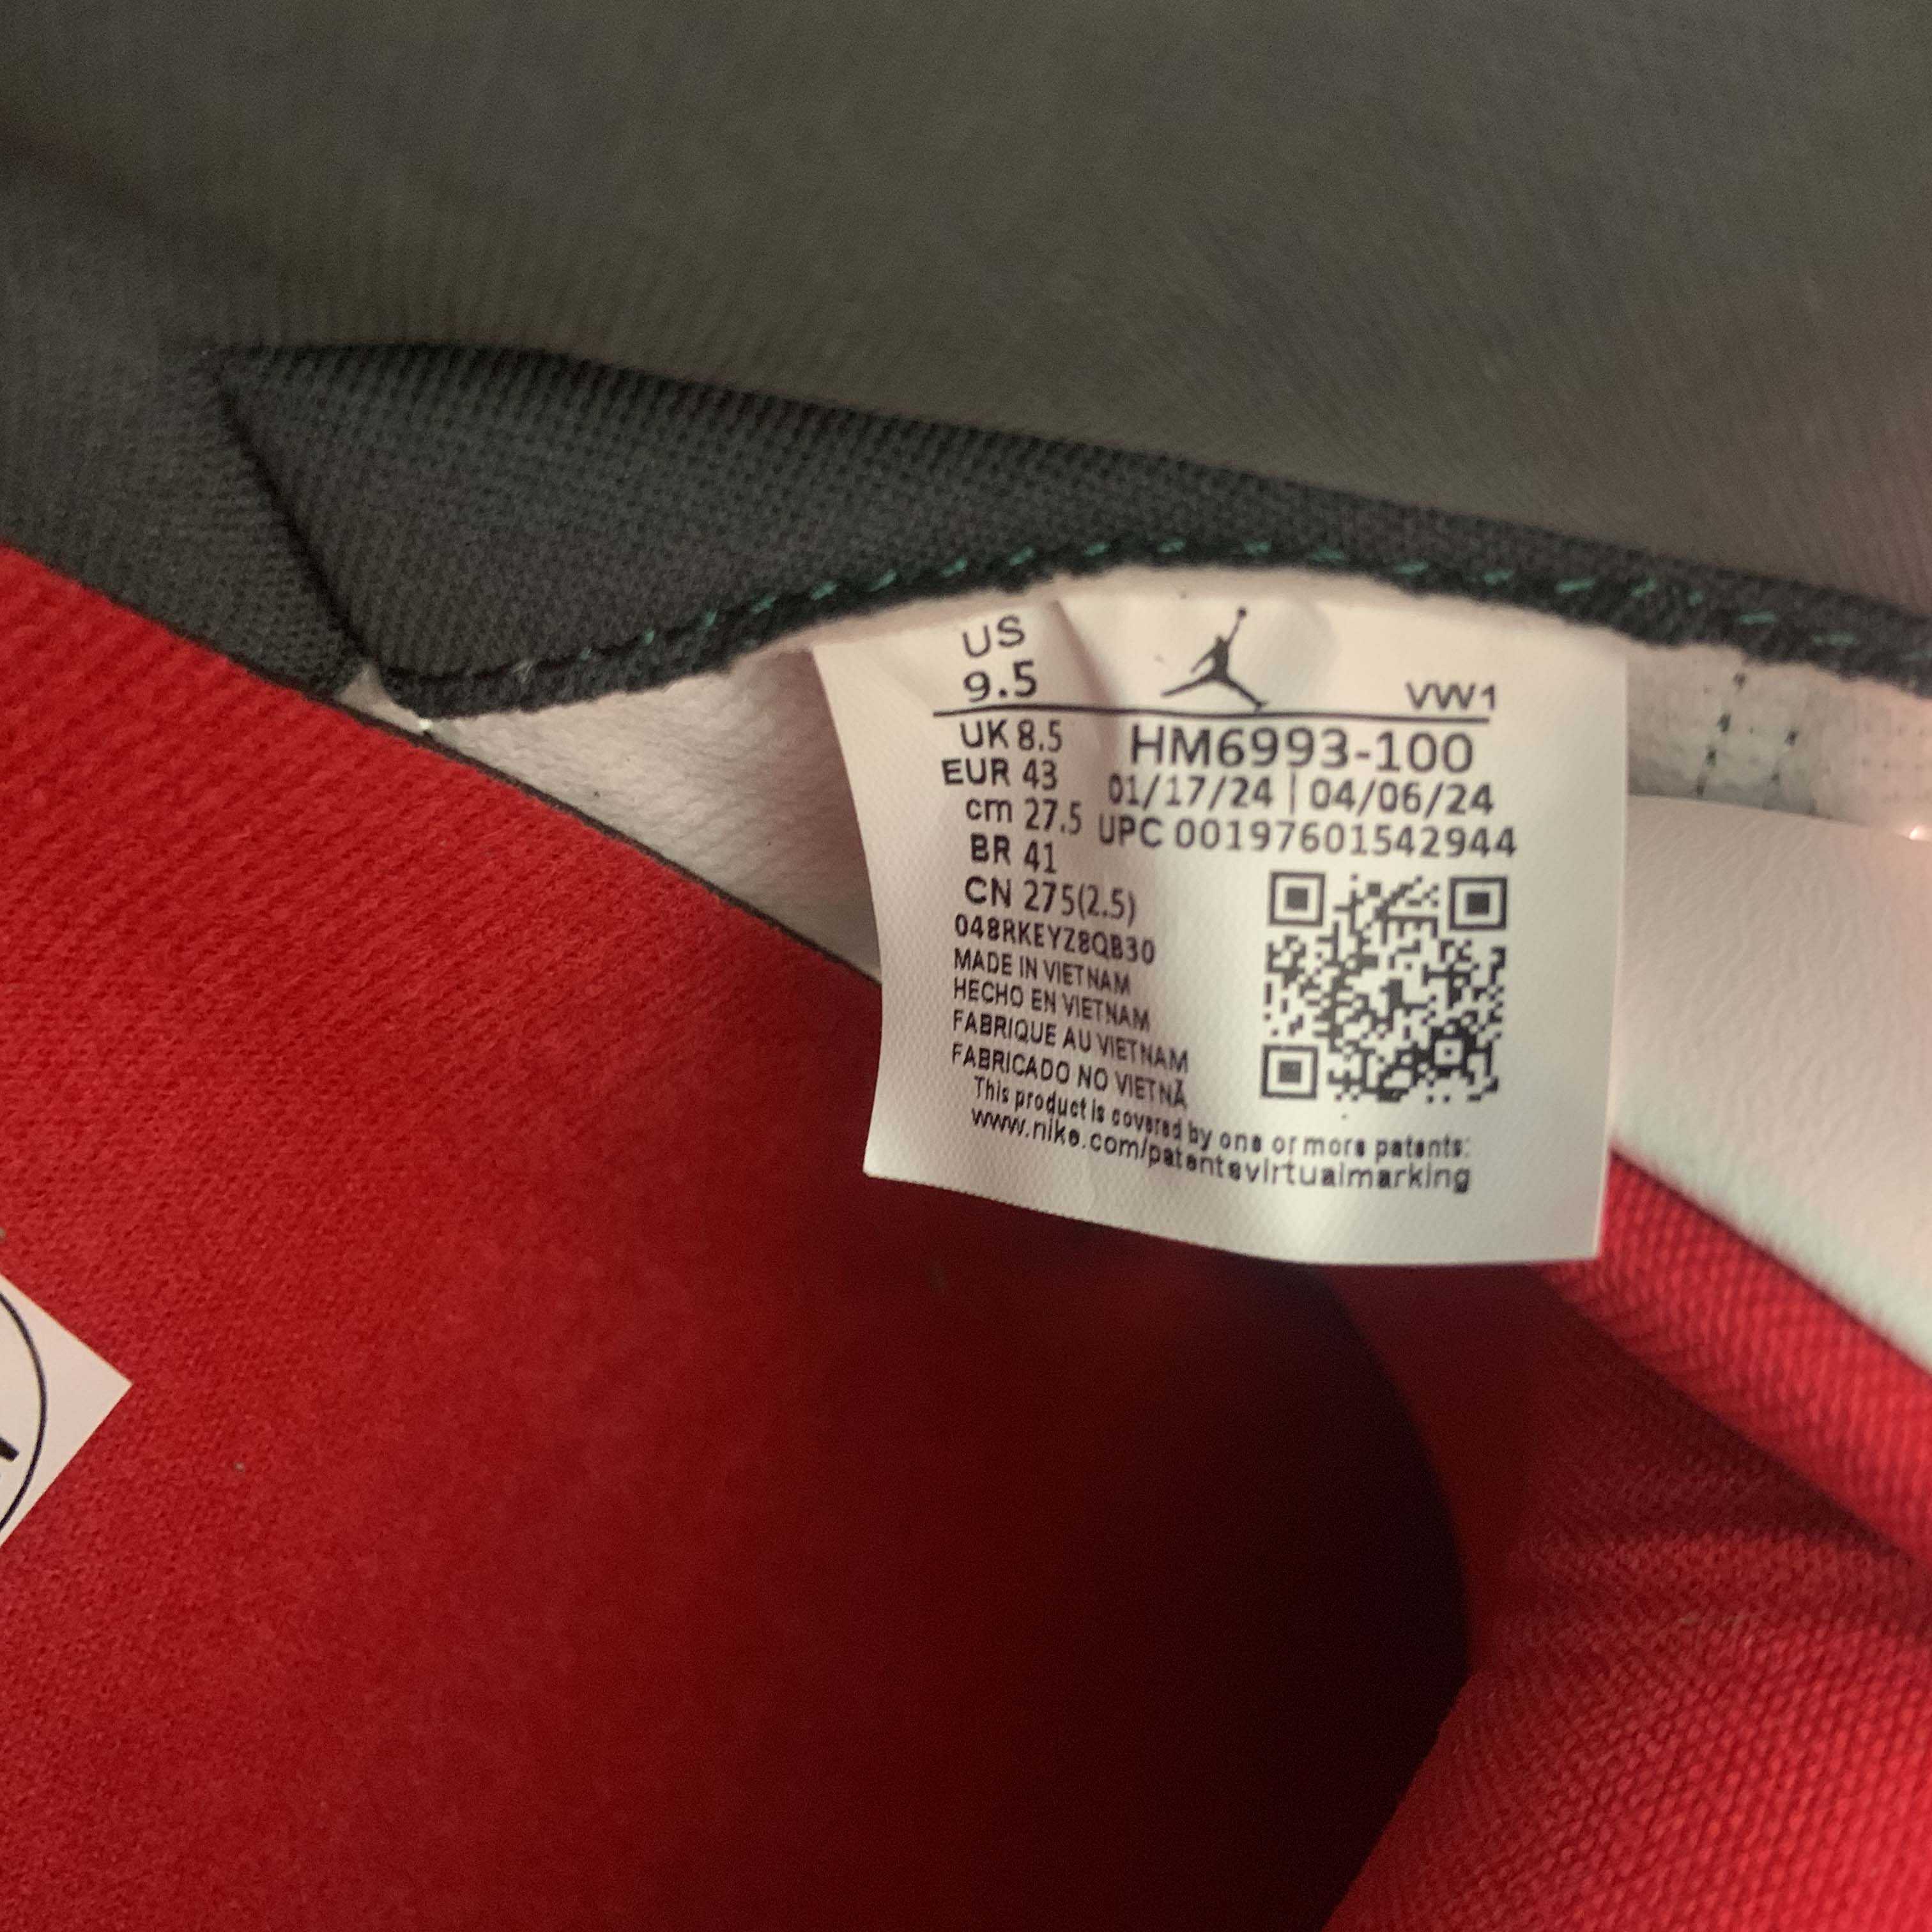 US
9.5
VW1
UK 8.5
HM6993-100
EUR 43
01/17/24 | 04/06/24
cm 27.5
UPC 00197601542944
BR 41
CN 275(2.5)
048RKEYZ8QB30
MADE IN VIETNAM
HECHO EN VIETNAM
FABRIQUE AU VIETNAM
FABRICADO NO VIETNÃ
This product is covered by one or more patents:
www.nike.com/patentsvirtualmarking